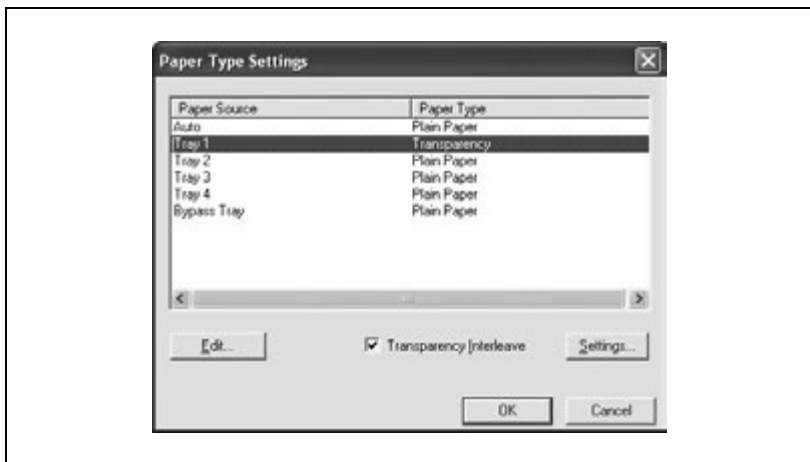 Paper Type Settings
Paper Source Paper Type
Auto Plain Paper
Tray 1 Transparency
Tray 2 Plain Paper
Tray 3 Plain Paper
Tray 4 Plain Paper
Bypass Tray Plain Paper
Edit... Transparency Interleave Settings...
OK Cancel